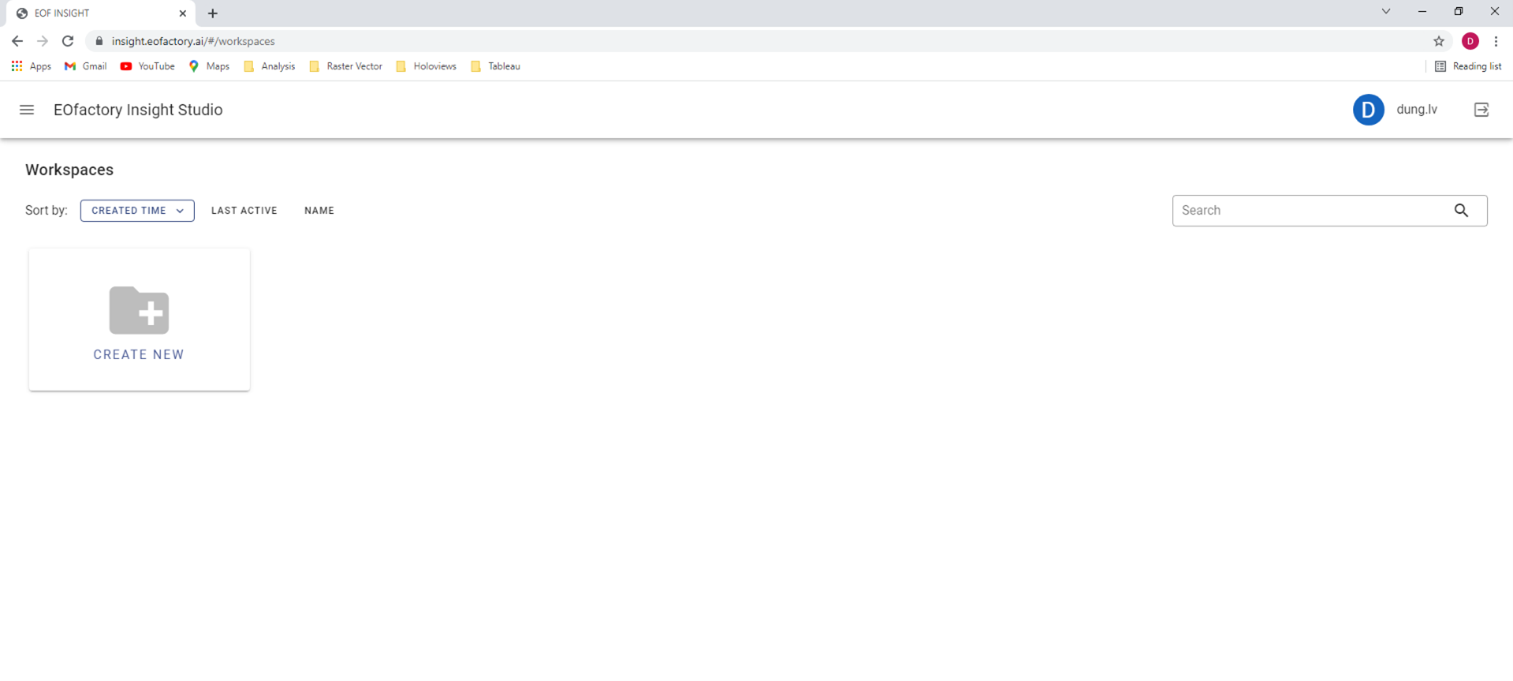 EOF INSIGHT
insight.eofactory.ai/#/workspaces
D
Apps Gmail YouTube Maps Analysis Raster Vector Holoviews Tableau Reading list
EOfactory Insight Studio D dung.lv
Workspaces
Sort by: CREATED TIME LAST ACTIVE NAME Search
CREATE NEW